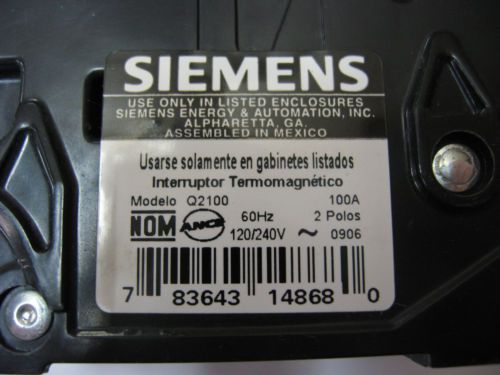 SIEMENS
USE ONLY IN LISTED ENCLOSURES
SIEMENS ENERGY & AUTOMATION, INC.
ALPHARETTA, GA.
ASSEMBLED IN MEXICO
Usarse solamente en gabinetes listados
Interruptor Termomagnético
Modelo Q2100 100A
NOM ANCE 60Hz 2 Polos
120/240V ~ 0906
7 83643 14868 0